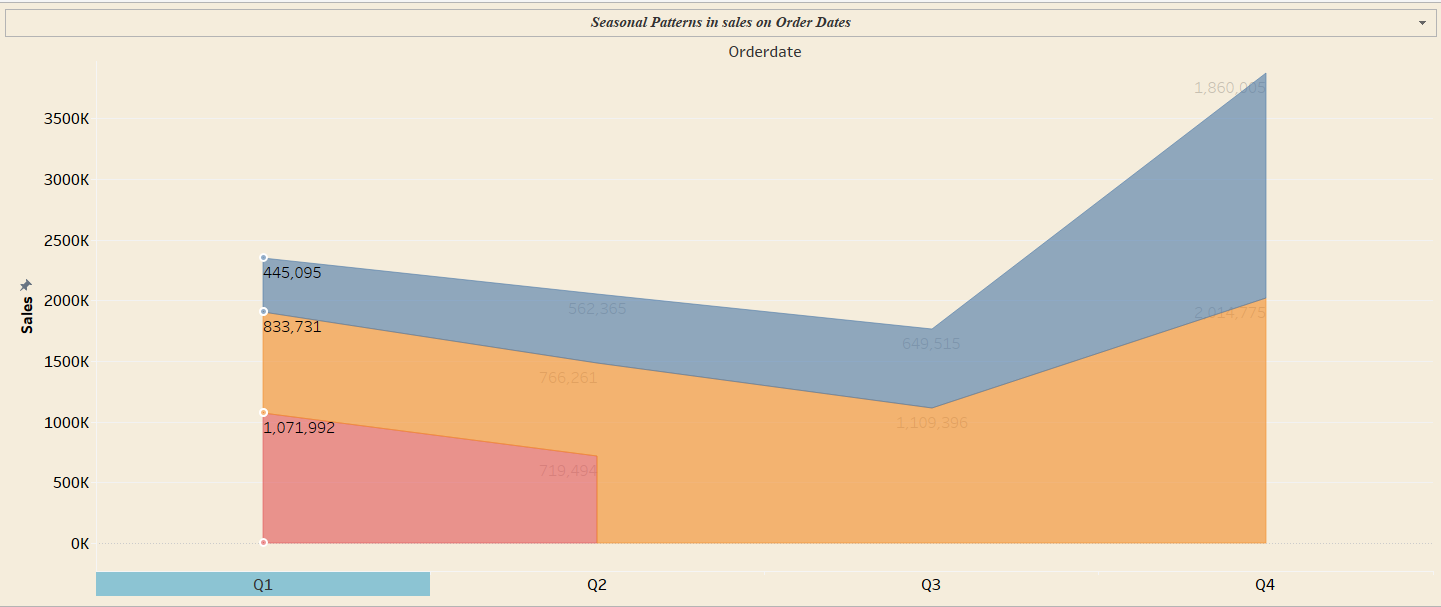 Seasonal Patterns in sales on Order Dates
Orderdate
1,860,005
3500K
3000K
2500K
445,095
2000K
562,365
2,014,775
833,731
649,515
1500K
766,261
1000K
1,071,992
1,109,396
719,494
500K
0K
Sales
Q1 Q2 Q3 Q4